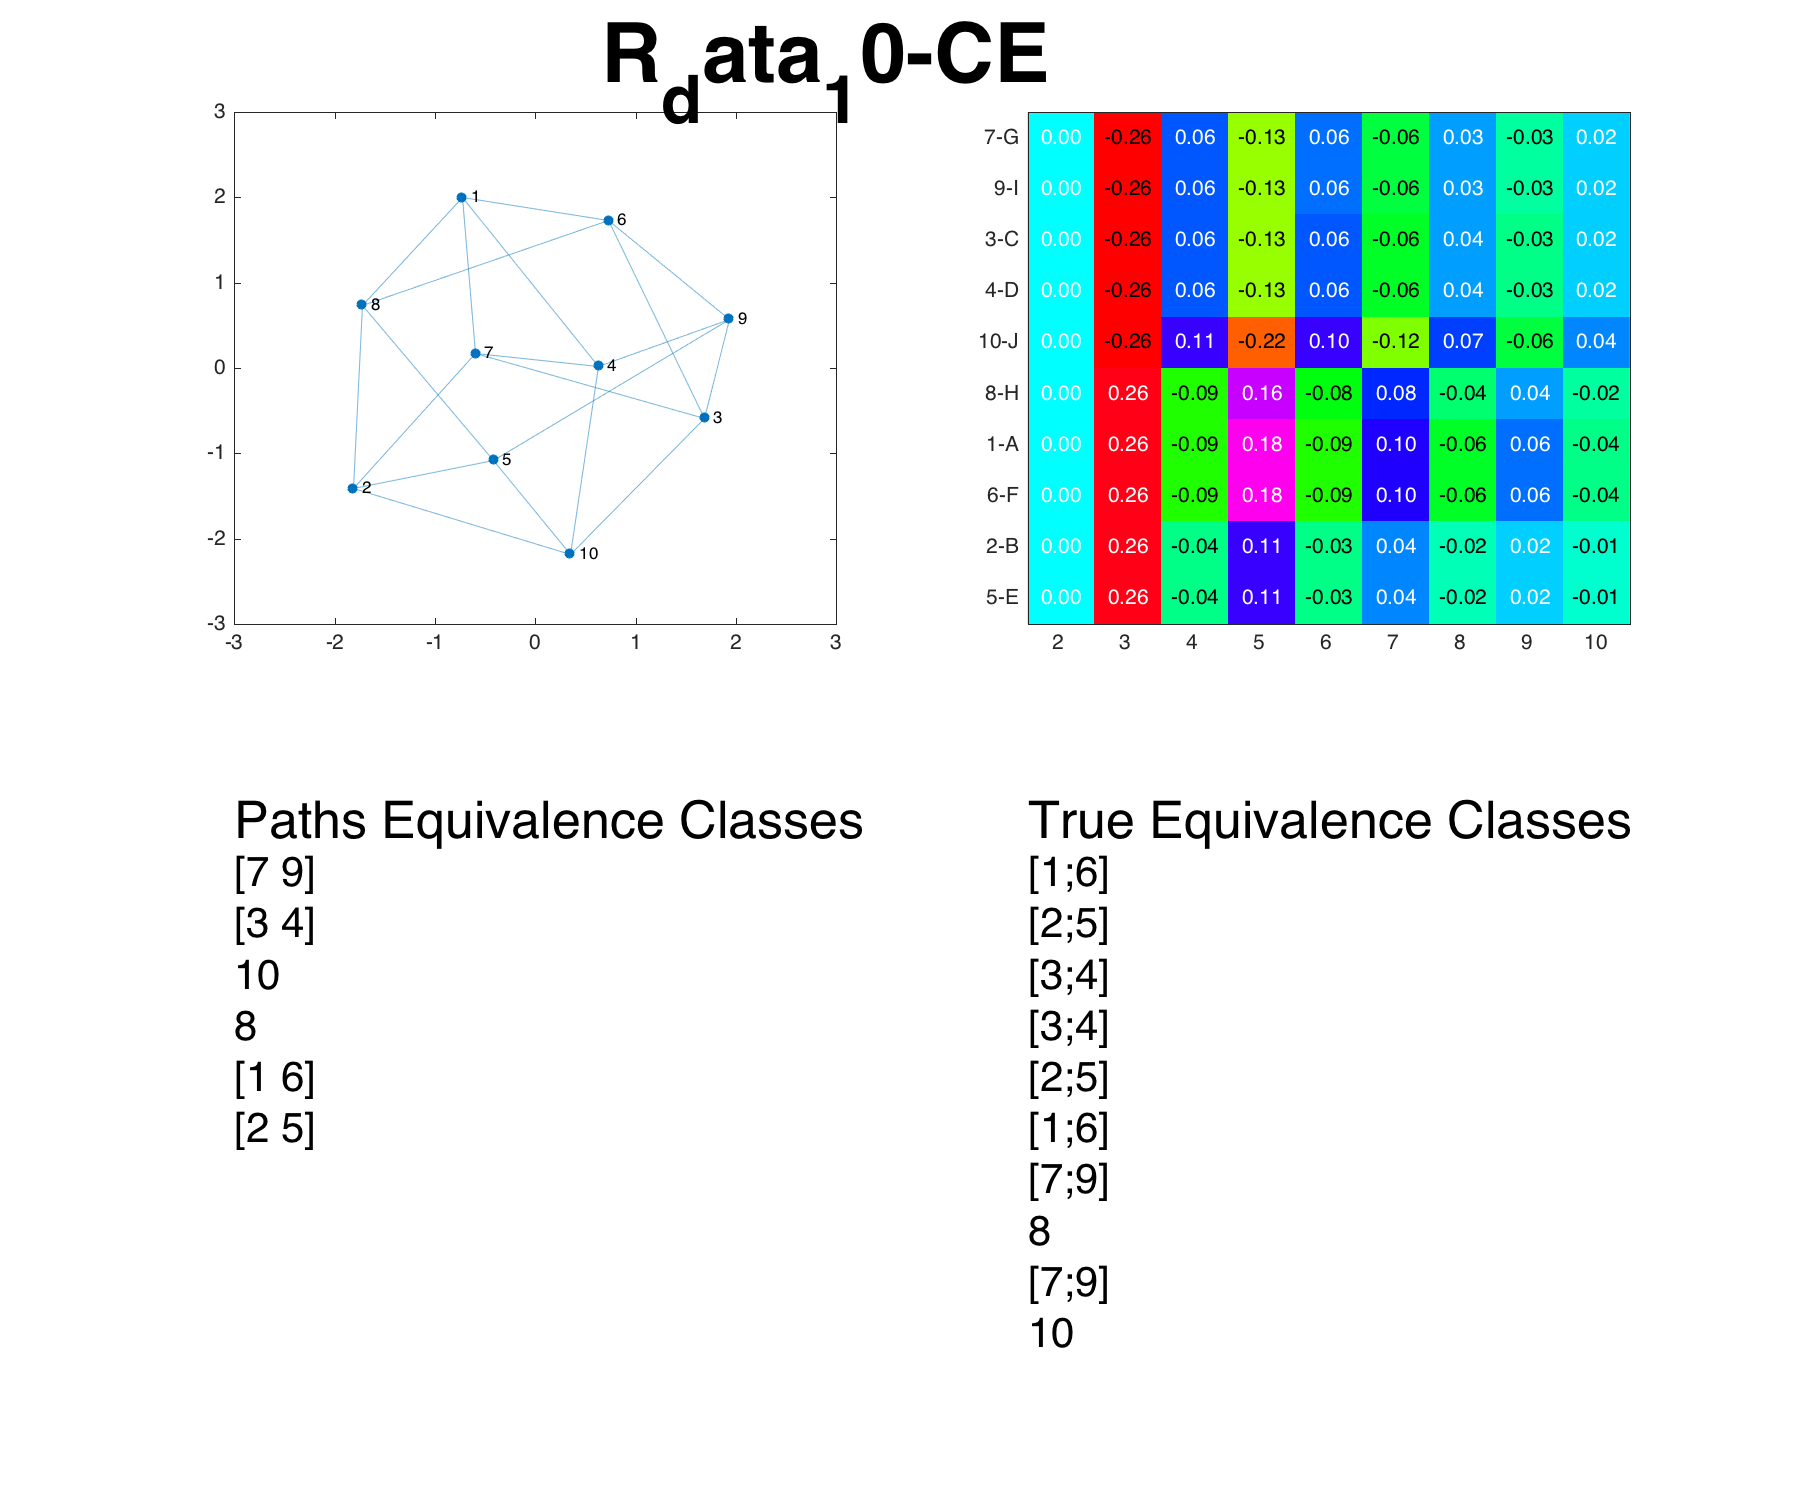 R_data_10-CE
3
2
1
0
-1
-2
-3
-3 -2 -1 0 1 2 3
1
6
8
9
7
4
3
5
2
10
7-G 0.00 -0.26 0.06 -0.13 0.06 -0.06 0.03 -0.03 0.02
9-I 0.00 -0.26 0.06 -0.13 0.06 -0.06 0.03 -0.03 0.02
3-C 0.00 -0.26 0.06 -0.13 0.06 -0.06 0.04 -0.03 0.02
4-D 0.00 -0.26 0.06 -0.13 0.06 -0.06 0.04 -0.03 0.02
10-J 0.00 -0.26 0.11 -0.22 0.10 -0.12 0.07 -0.06 0.04
8-H 0.00 0.26 -0.09 0.16 -0.08 0.08 -0.04 0.04 -0.02
1-A 0.00 0.26 -0.09 0.18 -0.09 0.10 -0.06 0.06 -0.04
6-F 0.00 0.26 -0.09 0.18 -0.09 0.10 -0.06 0.06 -0.04
2-B 0.00 0.26 -0.04 0.11 -0.03 0.04 -0.02 0.02 -0.01
5-E 0.00 0.26 -0.04 0.11 -0.03 0.04 -0.02 0.02 -0.01
2 3 4 5 6 7 8 9 10
Paths Equivalence Classes
[7 9]
[3 4]
10
8
[1 6]
[2 5]
True Equivalence Classes
[1;6]
[2;5]
[3;4]
[3;4]
[2;5]
[1;6]
[7;9]
8
[7;9]
10